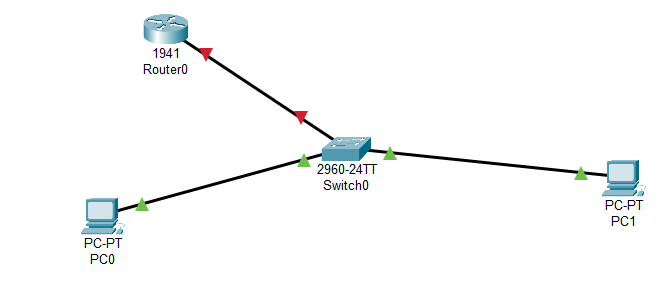 1941
Router0
2960-24TT
Switch0
PC-PT
PC0
PC-PT
PC1